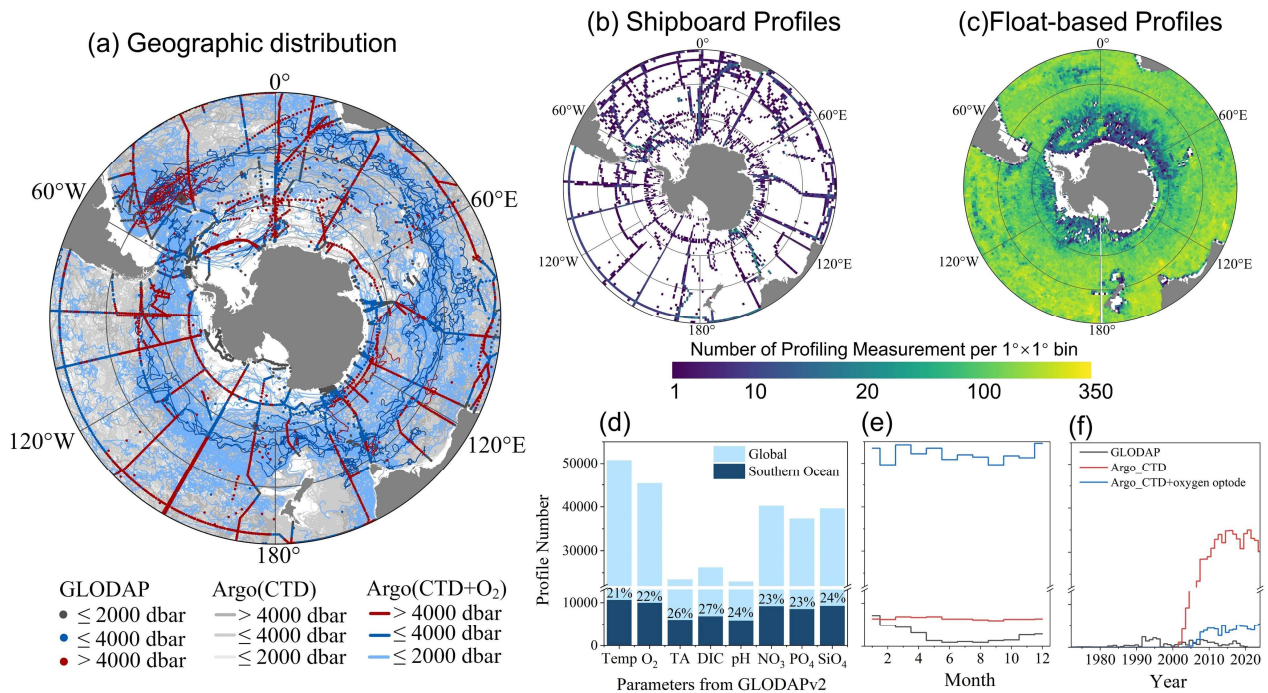 (a) Geographic distribution
0°
60°W
60°E
120°W
120°E
180°
GLODAP
≤ 2000 dbar
≤ 4000 dbar
> 4000 dbar
Argo(CTD)
> 4000 dbar
≤ 4000 dbar
≤ 2000 dbar
Argo(CTD+O₂)
> 4000 dbar
≤ 4000 dbar
≤ 2000 dbar
(b) Shipboard Profiles
0°
60°W
60°E
120°W
120°E
180°
(c)Float-based Profiles
0°
60°W
60°E
120°W
120°E
180°
Number of Profiling Measurement per 1°×1° bin
1 10 20 100 350
(d)
Global
Southern Ocean
Profile Number
50000
40000
30000
10000
0
21% 22% 26% 27% 24% 23% 23% 24%
Temp O₂ TA DIC pH NO₃ PO₄ SiO₄
Parameters from GLODAPv2
(e)
0 2 4 6 8 10 12
Month
(f)
GLODAP
Argo_CTD
Argo_CTD+oxygen optode
1980 1990 2000 2010 2020
Year